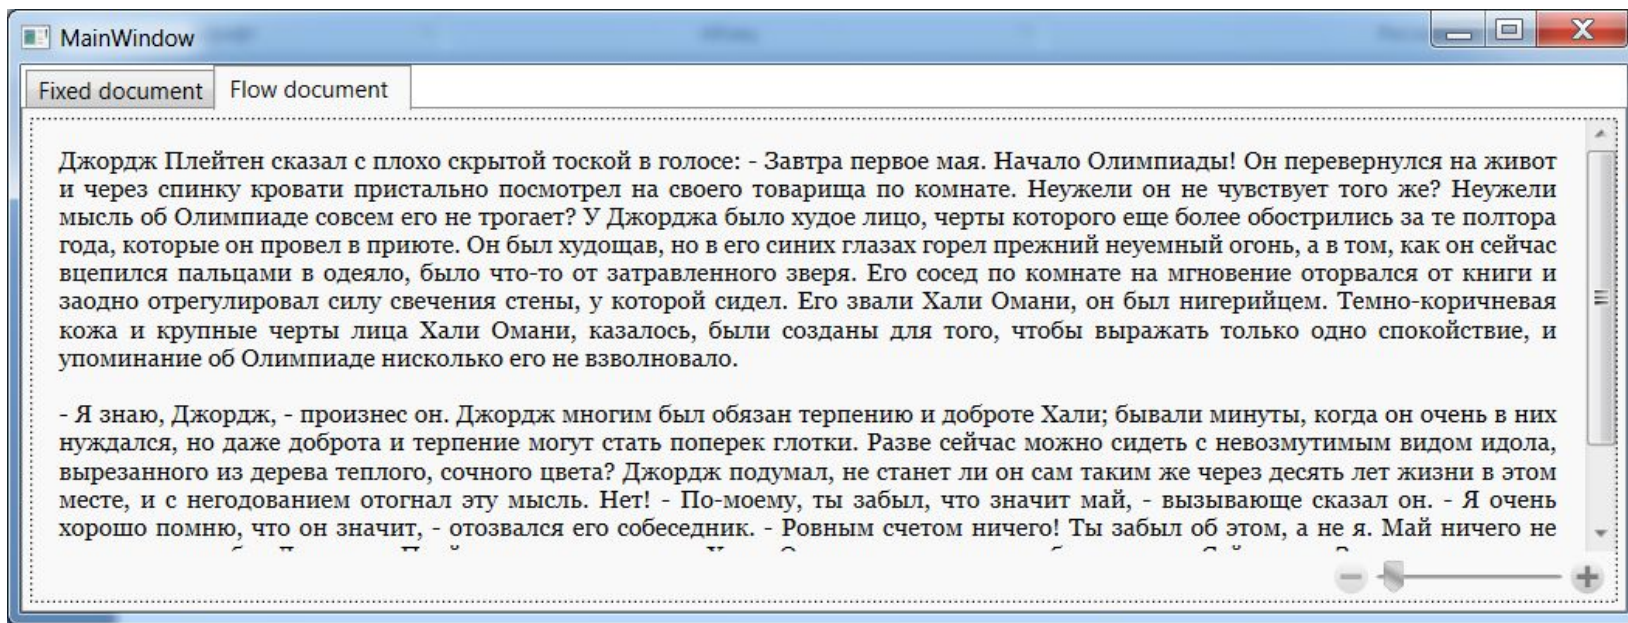 MainWindow
Fixed document
Flow document
Джордж Плейтен сказал с плохо скрытой тоской в голосе: - Завтра первое мая. Начало Олимпиады! Он перевернулся на живот
и через спинку кровати пристально посмотрел на своего товарища по комнате. Неужели он не чувствует того же? Неужели
мысль об Олимпиаде совсем его не трогает? У Джорджа было худое лицо, черты которого еще более обострились за те полтора
года, которые он провел в приюте. Он был худощав, но в его синих глазах горел прежний неуемный огонь, а в том, как он сейчас
вцепился пальцами в одеяло, было что-то от затравленного зверя. Его сосед по комнате на мгновение оторвался от книги и
заодно отрегулировал силу свечения стены, у которой сидел. Его звали Хали Омани, он был нигерийцем. Темно-коричневая
кожа и крупные черты лица Хали Омани, казалось, были созданы для того, чтобы выражать только одно спокойствие, и
упоминание об Олимпиаде нисколько его не взволновало.
- Я знаю, Джордж, - произнес он. Джордж многим был обязан терпению и доброте Хали; бывали минуты, когда он очень в них
нуждался, но даже доброта и терпение могут стать поперек глотки. Разве сейчас можно сидеть с невозмутимым видом идола,
вырезанного из дерева теплого, сочного цвета? Джордж подумал, не станет ли он сам таким же через десять лет жизни в этом
месте, и с негодованием отогнал эту мысль. Нет! - По-моему, ты забыл, что значит май, - вызывающе сказал он. - Я очень
хорошо помню, что он значит, - отозвался его собеседник. - Ровным счетом ничего! Ты забыл об этом, а не я. Май ничего не